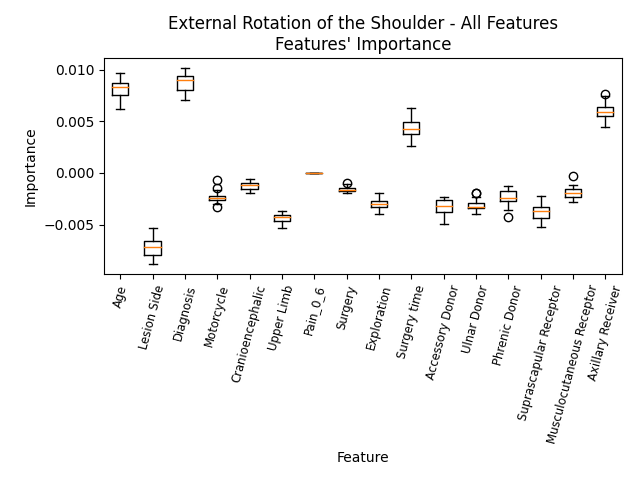 External Rotation of the Shoulder - All Features
Features' Importance
Importance
0.010
0.005
0.000
−0.005
Age
Lesion Side
Diagnosis
Motorcycle
Cranioencephalic
Upper Limb
Pain_0_6
Surgery
Exploration
Surgery time
Accessory Donor
Ulnar Donor
Phrenic Donor
Suprascapular Receptor
Musculocutaneous Receptor
Axillary Receiver
Feature